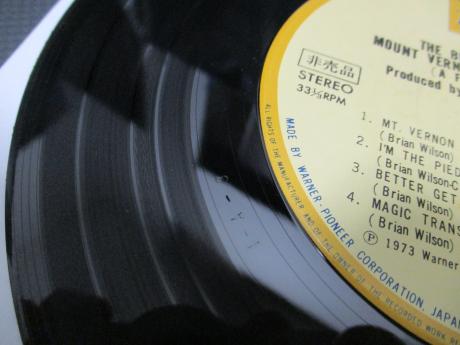 THE B
MOUNT VERN
(A F
Produced by
非売品
STEREO
33⅓RPM
1. MT. VERNON
(Brian Wilson)
2. I'M THE PIED
(Brian Wilson-C
3. BETTER GET
(Brian Wilson)
4. MAGIC TRANS
(Brian Wilson)
Ⓟ 1973 Warner
MADE BY WARNER-PIONEER CORPORATION, JAPAN
ALL RIGHTS OF THE MANUFACTURER AND OF THE OWNER OF THE RECORDED WORK RES